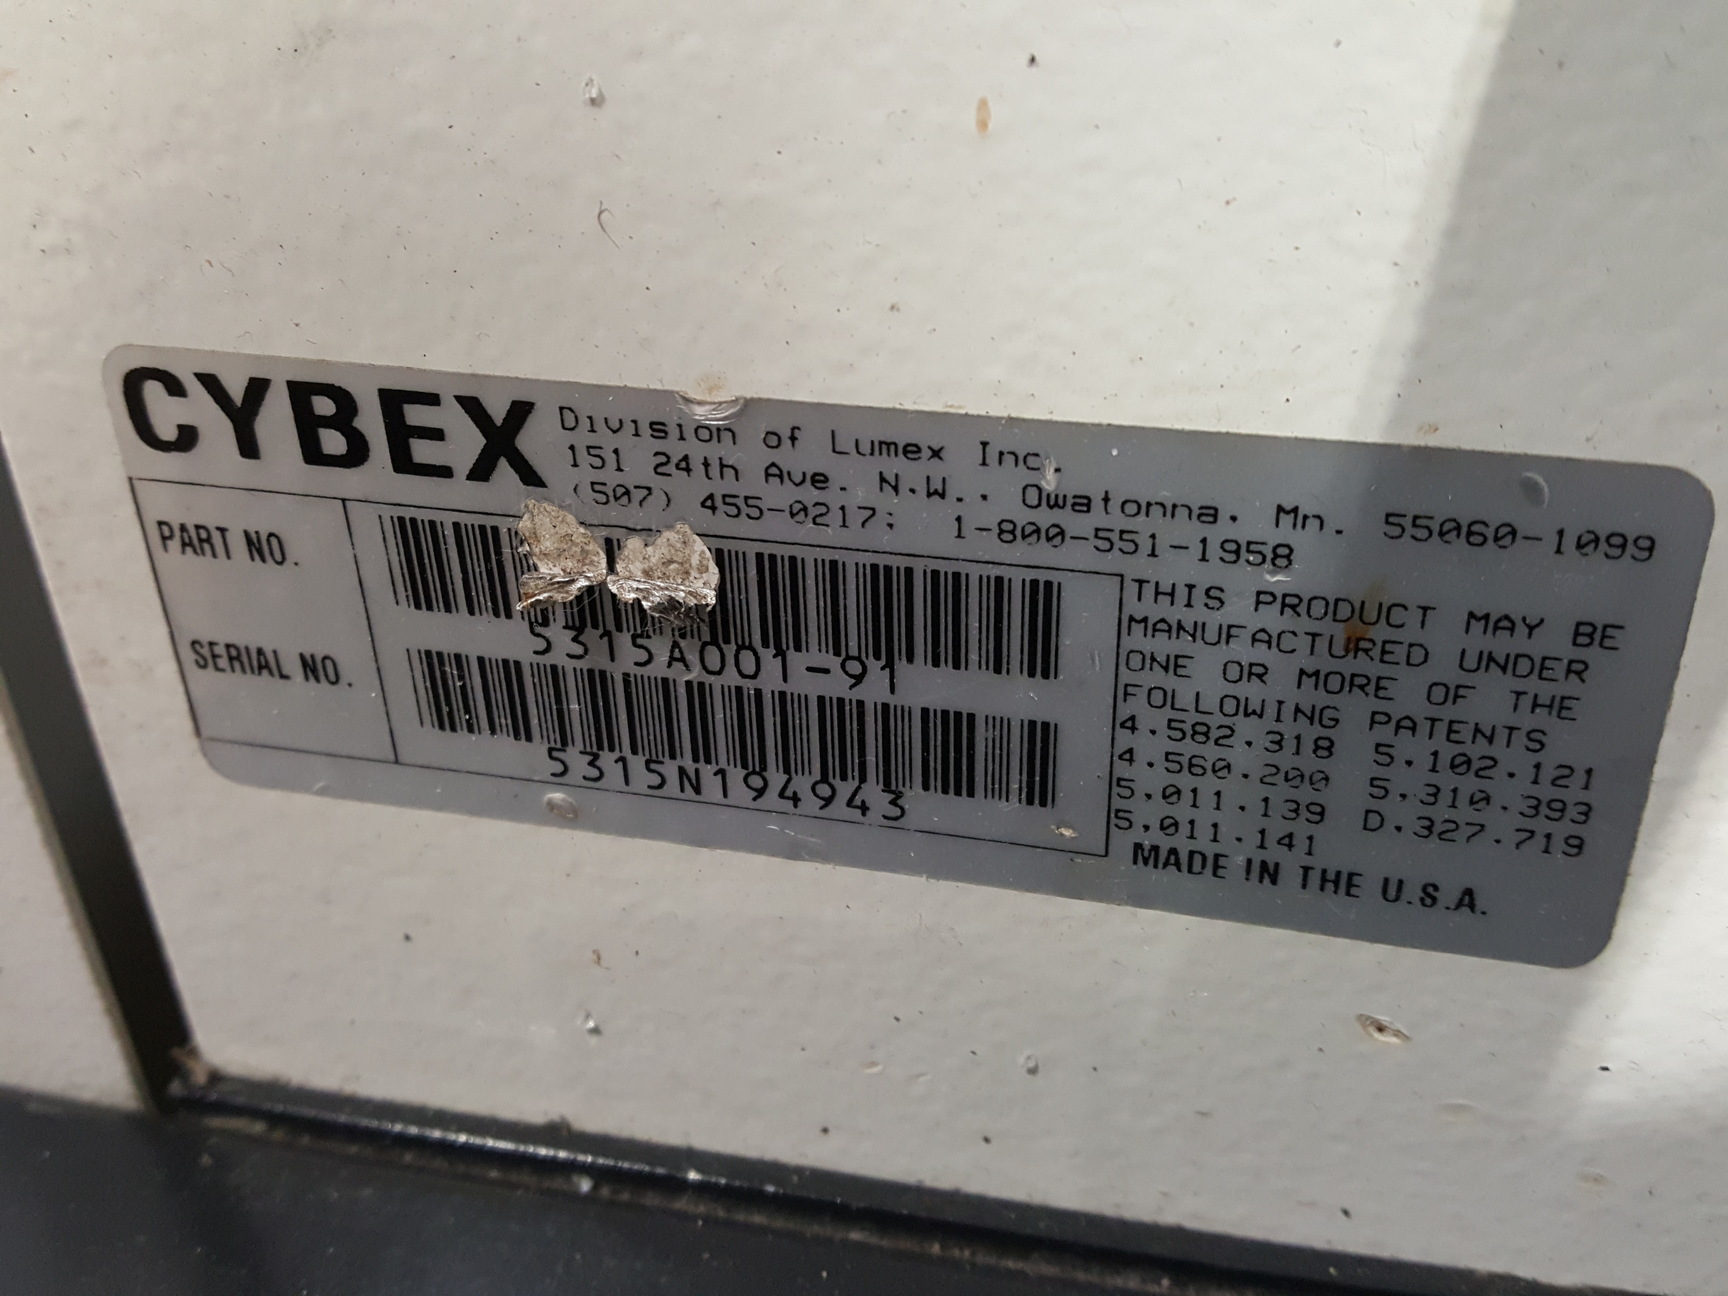 CYBEX
Division of Lumex Inc.
151 24th Ave. N.W.. Owatonna. Mn. 55060-1099
(507) 455-0217; 1-800-551-1958
PART NO.
5315A001-91
SERIAL NO.
5315N194943
THIS PRODUCT MAY BE
MANUFACTURED UNDER
ONE OR MORE OF THE
FOLLOWING PATENTS
4.582.318 5.102.121
4.560.200 5,310.393
5,011.139 D.327.719
5,011.141
MADE IN THE U.S.A.